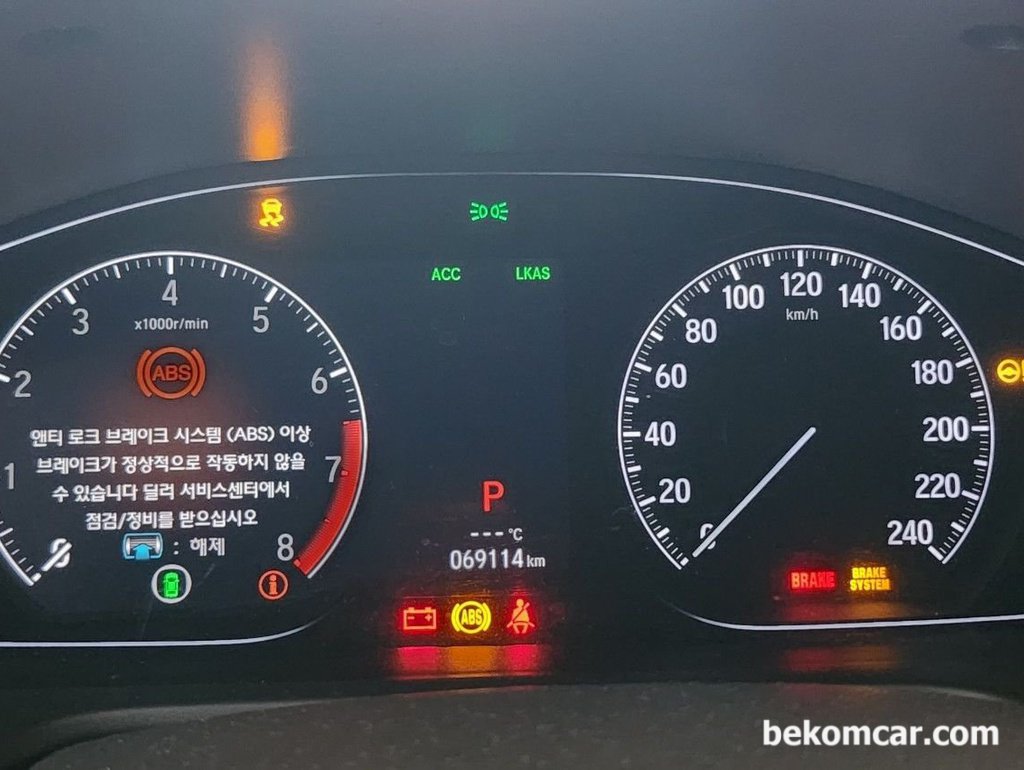 ACC LKAS
1 2 3 4 5 6 7 8
x1000r/min
ABS
앤티 로크 브레이크 시스템 (ABS) 이상
브레이크가 정상적으로 작동하지 않을
수 있습니다 딜러 서비스센터에서
점검/정비를 받으십시오
: 해제
P
---°C
069114 km
ABS
0 20 40 60 80 100 120 140 160 180 200 220 240
km/h
BRAKE
BRAKE
SYSTEM
bekomcar.com